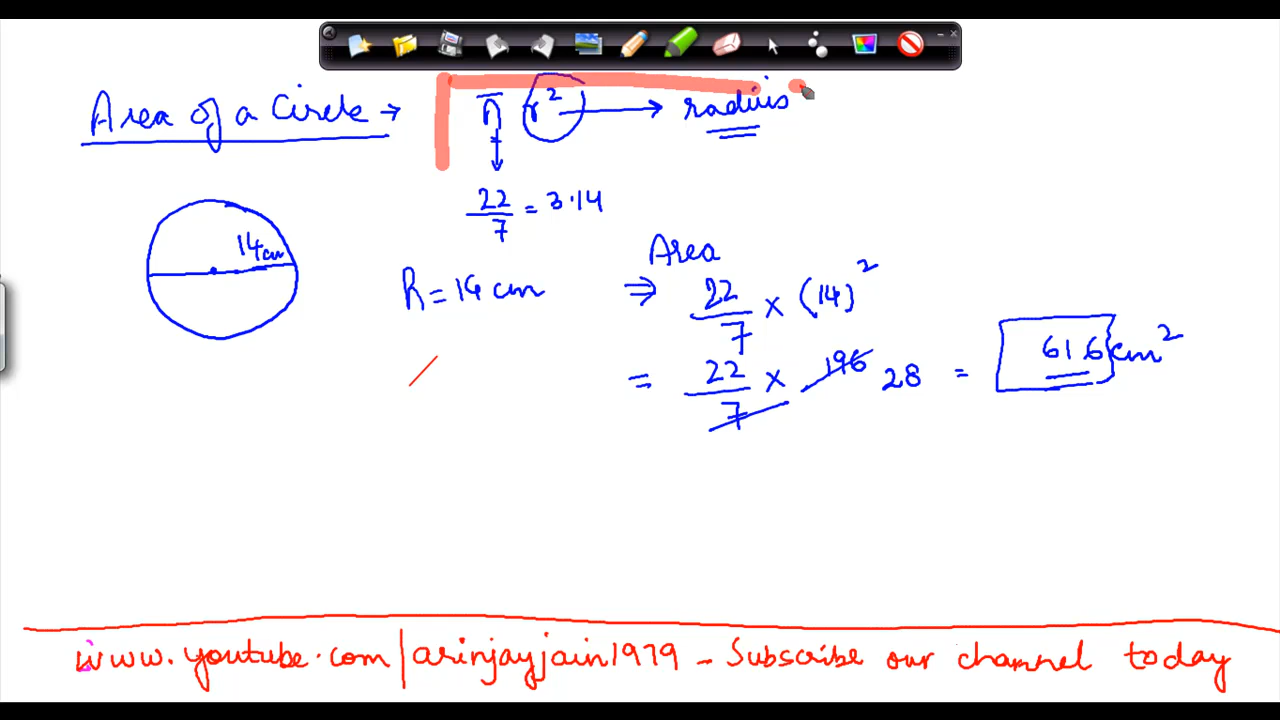 Area of a Circle → π r² → radius
22/7 = 3.14
14cm
R = 14 cm
Area
⇒ 22/7 × (14)²
= 22/7 × 196 28 = 616 cm²
www.youtube.com/arinjayjain1979 - Subscribe our channel today